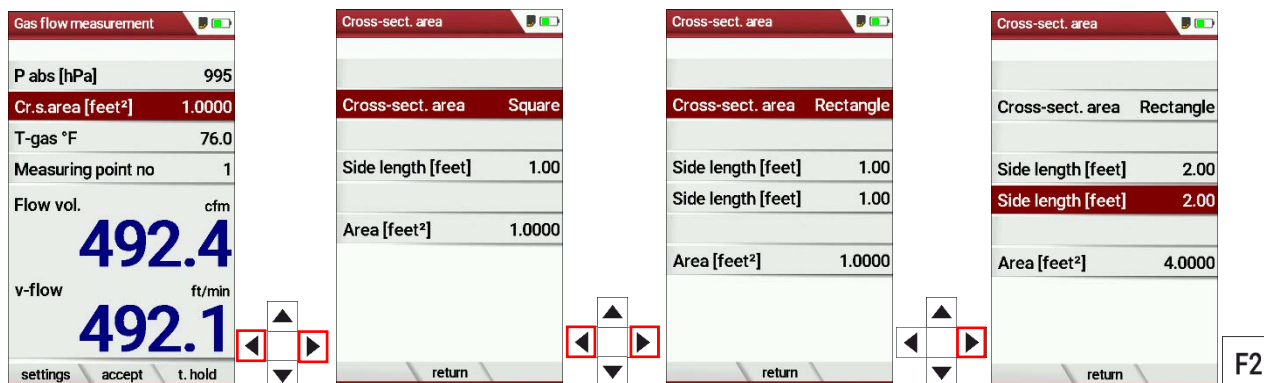 Gas flow measurement
P abs [hPa] 995
Cr.s.area [feet²] 1.0000
T-gas °F 76.0
Measuring point no 1
Flow vol. cfm
492.4
v-flow ft/min
492.1
settings accept t. hold
Cross-sect. area
Cross-sect. area Square
Side length [feet] 1.00
Area [feet²] 1.0000
return
Cross-sect. area
Cross-sect. area Rectangle
Side length [feet] 1.00
Side length [feet] 1.00
Area [feet²] 1.0000
return
Cross-sect. area
Cross-sect. area Rectangle
Side length [feet] 2.00
Side length [feet] 2.00
Area [feet²] 4.0000
return
F2